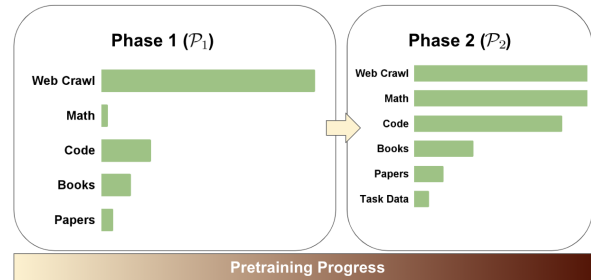 Phase 1 (𝒫₁)
Web Crawl
Math
Code
Books
Papers
Phase 2 (𝒫₂)
Web Crawl
Math
Code
Books
Papers
Task Data
Pretraining Progress